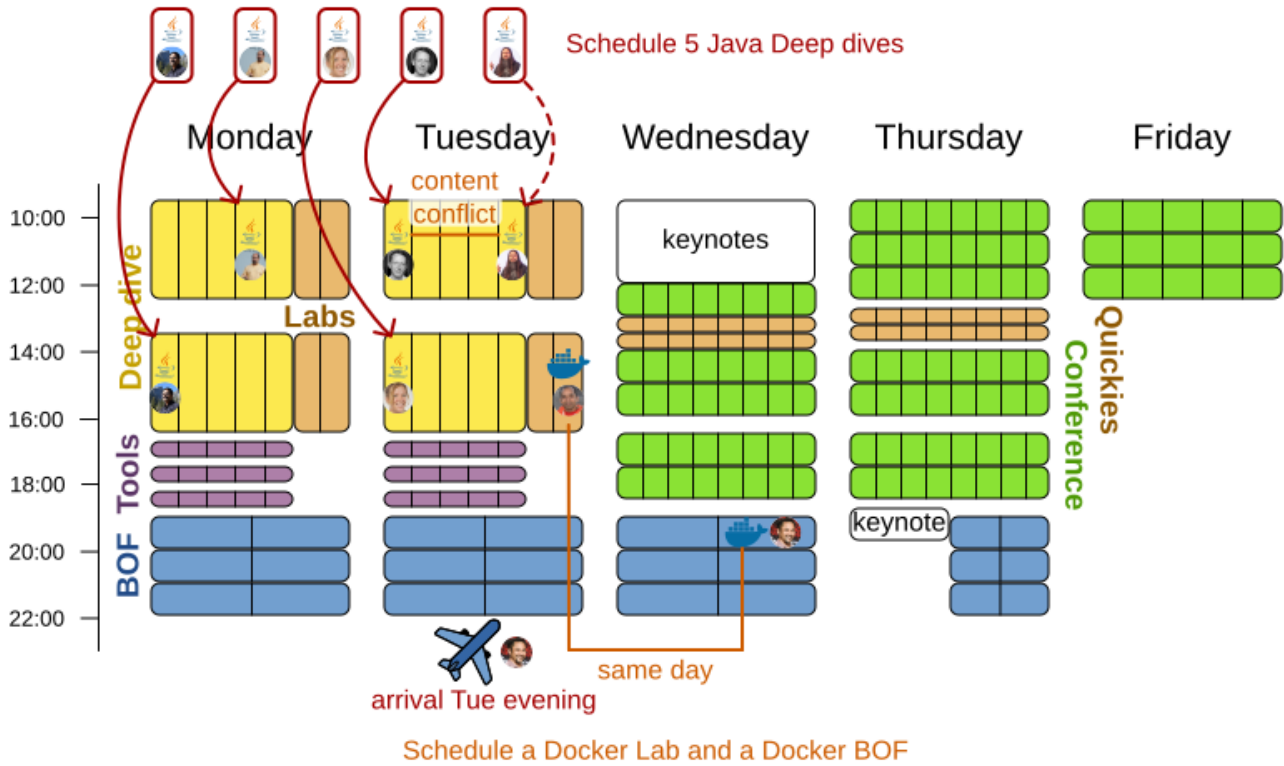 Schedule 5 Java Deep dives
Monday
Tuesday
Wednesday
Thursday
Friday
content
conflict
10:00
12:00
14:00
16:00
18:00
20:00
22:00
Deep dive
Labs
Tools
BOF
keynotes
keynote
Quickies
Conference
same day
arrival Tue evening
Schedule a Docker Lab and a Docker BOF